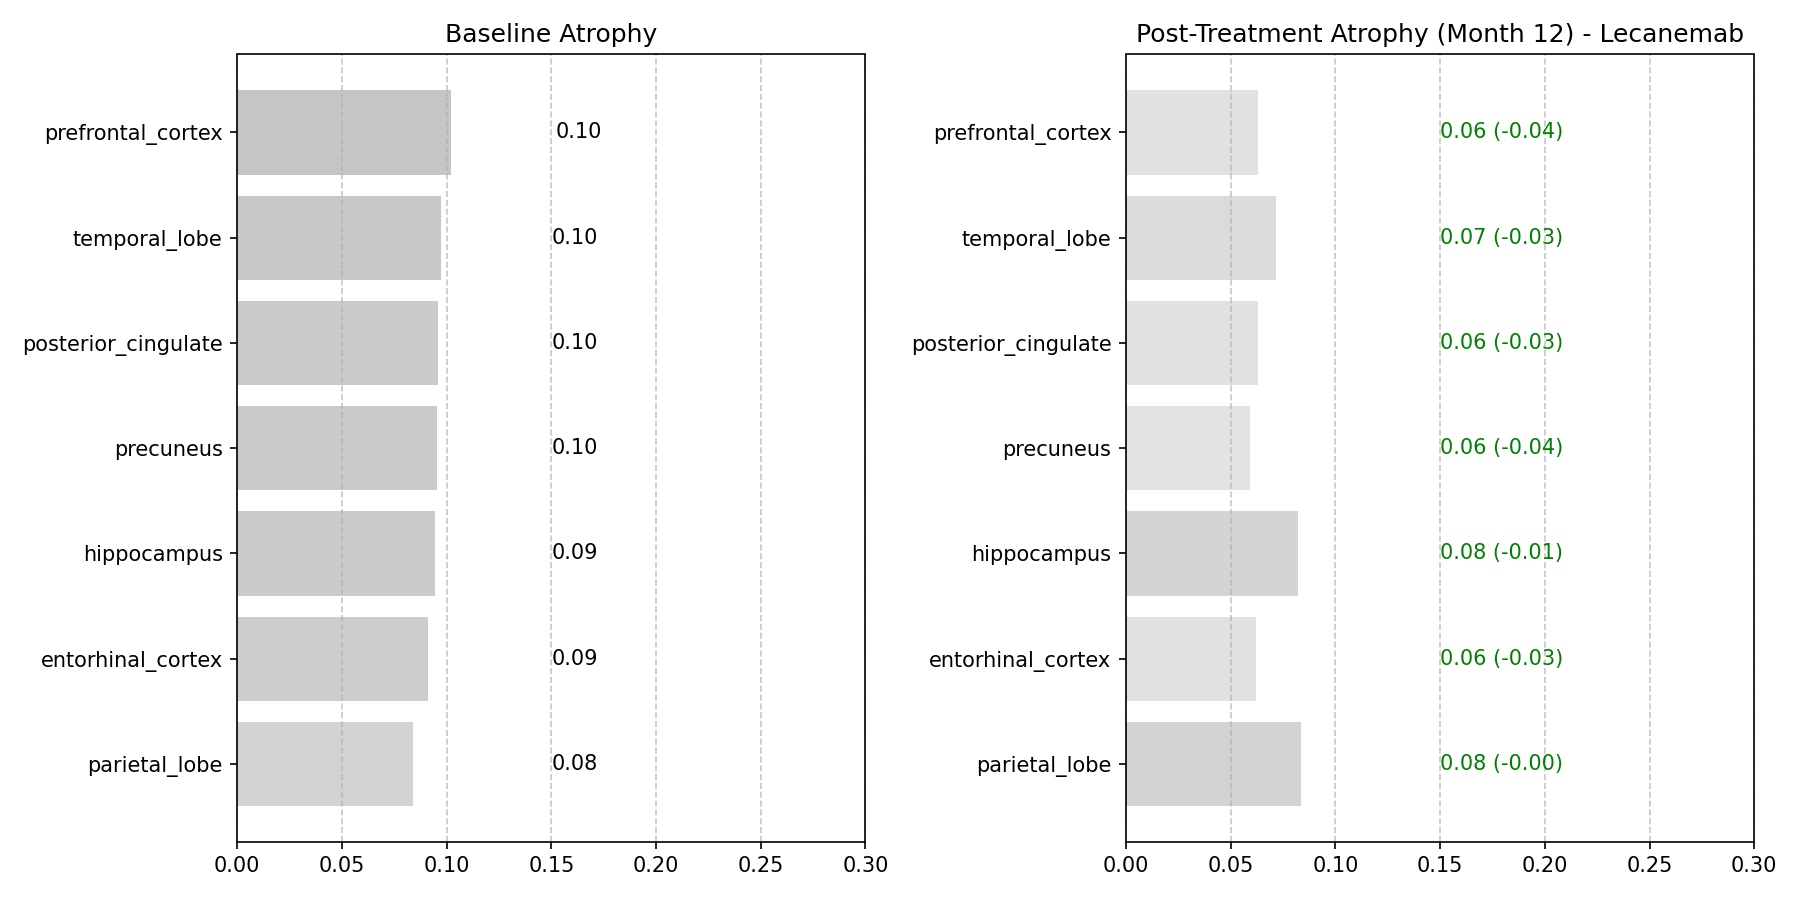 Baseline Atrophy
prefrontal_cortex 0.10
temporal_lobe 0.10
posterior_cingulate 0.10
precuneus 0.10
hippocampus 0.09
entorhinal_cortex 0.09
parietal_lobe 0.08
0.00 0.05 0.10 0.15 0.20 0.25 0.30
Post-Treatment Atrophy (Month 12) - Lecanemab
prefrontal_cortex 0.06 (-0.04)
temporal_lobe 0.07 (-0.03)
posterior_cingulate 0.06 (-0.03)
precuneus 0.06 (-0.04)
hippocampus 0.08 (-0.01)
entorhinal_cortex 0.06 (-0.03)
parietal_lobe 0.08 (-0.00)
0.00 0.05 0.10 0.15 0.20 0.25 0.30